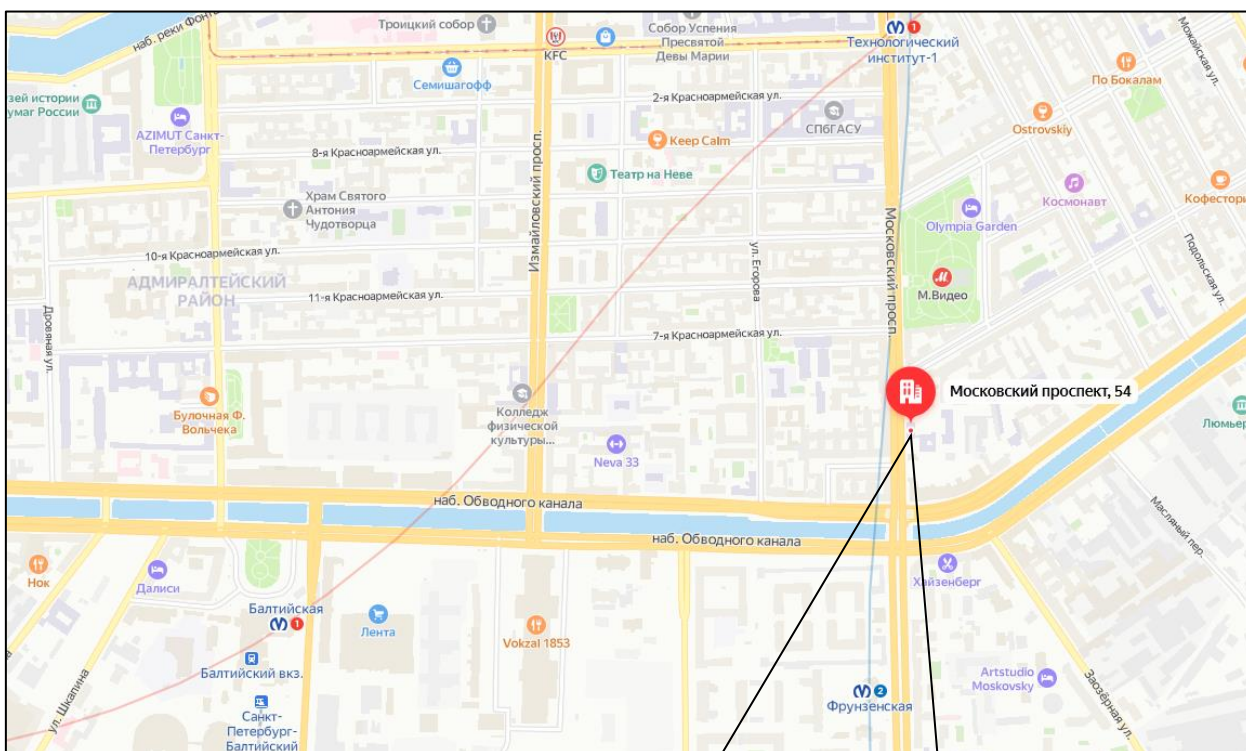 наб. реки Фонт
Троицкий собор
KFC
Собор Успения
Пресвятой
Девы Марии
1
Технологический
институт-1
Можайская ул.
По Бокалам
зей истории
умаг России
Семишагофф
2-я Красноармейская ул.
СПбГАСУ
Ostrovskiy
AZIMUT Санкт-
Петербург
8-я Красноармейская ул.
Измайловский просп.
Keep Calm
Театр на Неве
Храм Святого
Антония
Чудотворца
Московский просп.
Космонавт
Кофестори
Olympia Garden
10-я Красноармейская ул.
ул. Егорова
Подольская ул.
АДМИРАЛТЕЙСКИЙ
РАЙОН
11-я Красноармейская ул.
М.Видео
Дровяная ул.
7-я Красноармейская ул.
Московский проспект, 54
Булочная Ф.
Вольчека
Колледж
физической
культуры...
Neva 33
Люмьер
наб. Обводного канала
наб. Обводного канала
Масляный пер.
Нок
Далиси
Хайзенберг
Балтийская
1
Лента
Vokzal 1853
Балтийский вкз.
ул. Шкапина
Artstudio
Moskovsky
2
Фрунзенская
Заозёрная ул.
Санкт-
Петербург-
Балтийский